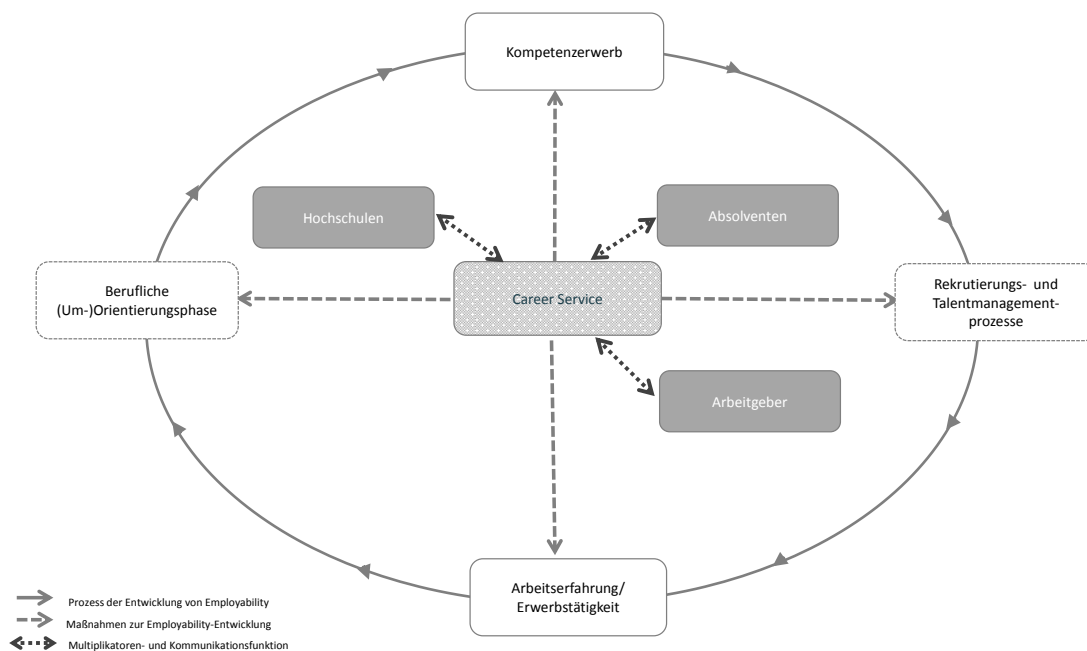 Kompetenzerwerb
Hochschulen
Absolventen
Berufliche
(Um-)Orientierungsphase
Career Service
Rekrutierungs- und
Talentmanagement-
prozesse
Arbeitgeber
Arbeitserfahrung/
Erwerbstätigkeit
Prozess der Entwicklung von Employability
Maßnahmen zur Employability-Entwicklung
Multiplikatoren- und Kommunikationsfunktion